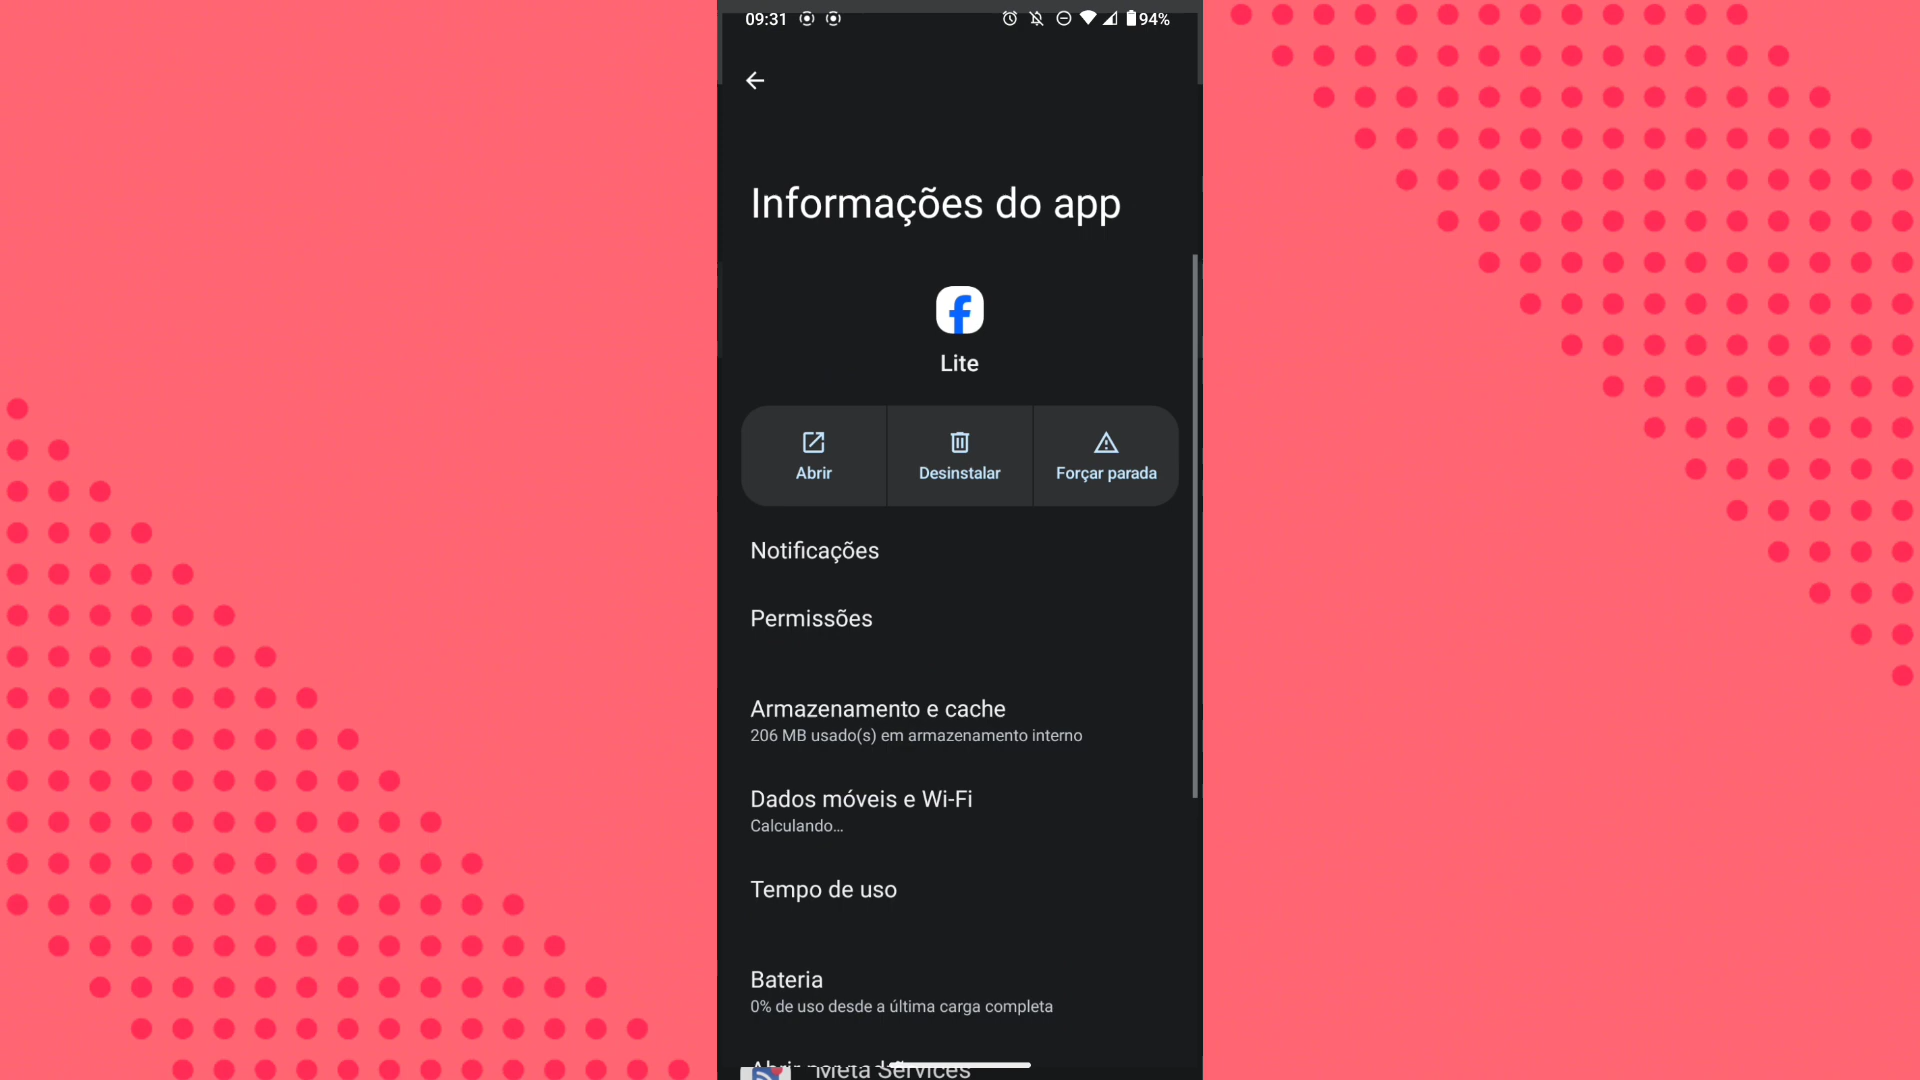 09:31
94%
Informações do app
Lite
Abrir
Desinstalar
Forçar parada
Notificações
Permissões
Armazenamento e cache
206 MB usado(s) em armazenamento interno
Dados móveis e Wi-Fi
Calculando…
Tempo de uso
Bateria
0% de uso desde a última carga completa
Meta Services